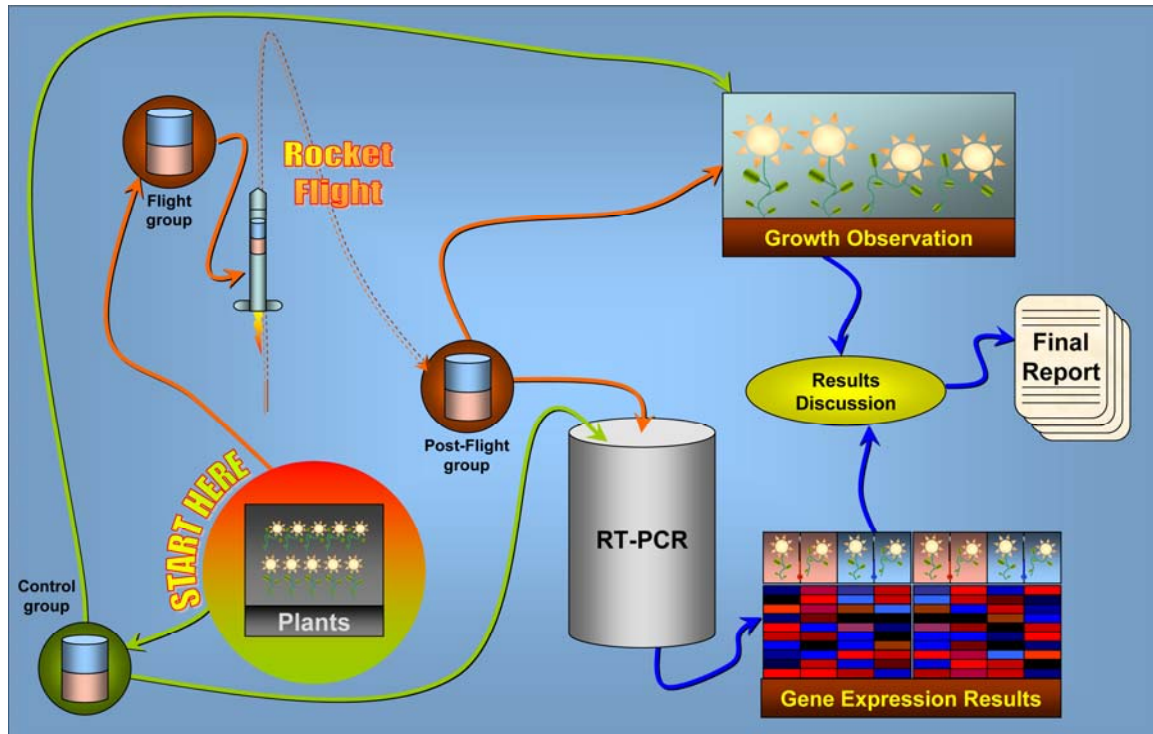 START HERE
Plants
Control
group
Flight
group
Rocket
Flight
Post-Flight
group
RT-PCR
Growth Observation
Gene Expression Results
Results
Discussion
Final
Report